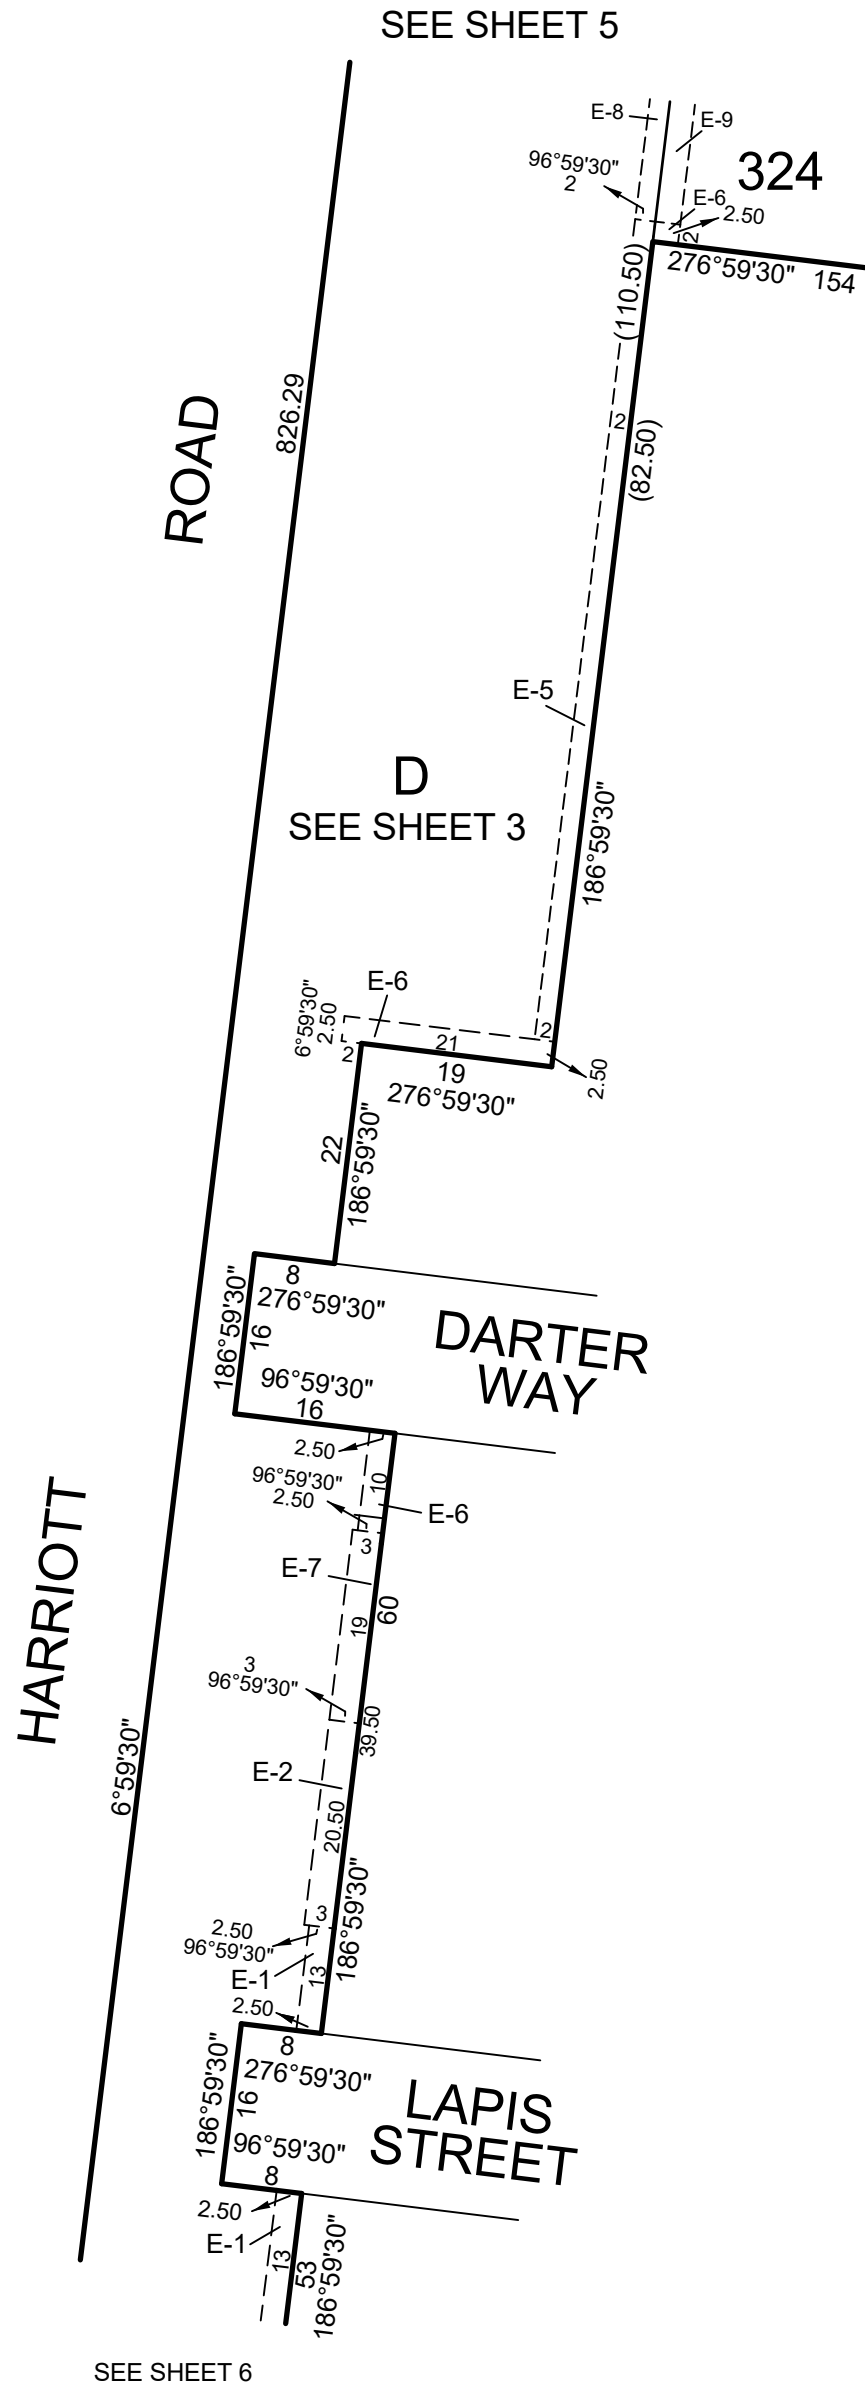 SEE SHEET 5
E-8
E-9
96°59'30"
2
324
E-6
2.50
2
276°59'30" 154
(110.50)
826.29
ROAD
2
(82.50)
E-5
D
SEE SHEET 3
186°59'30"
E-6
6°59'30"
2.50
2
21
2
19
276°59'30"
2.50
22
186°59'30"
8
276°59'30"
186°59'30"
16
DARTER
WAY
96°59'30"
16
2.50
96°59'30"
2.50
10
E-6
3
E-7
60
19
HARRIOTT
3
96°59'30"
39.50
6°59'30"
E-2
20.50
186°59'30"
3
2.50
96°59'30"
E-1
13
2.50
8
276°59'30"
186°59'30"
16
LAPIS
STREET
96°59'30"
8
2.50
E-1
13
53
186°59'30"
SEE SHEET 6